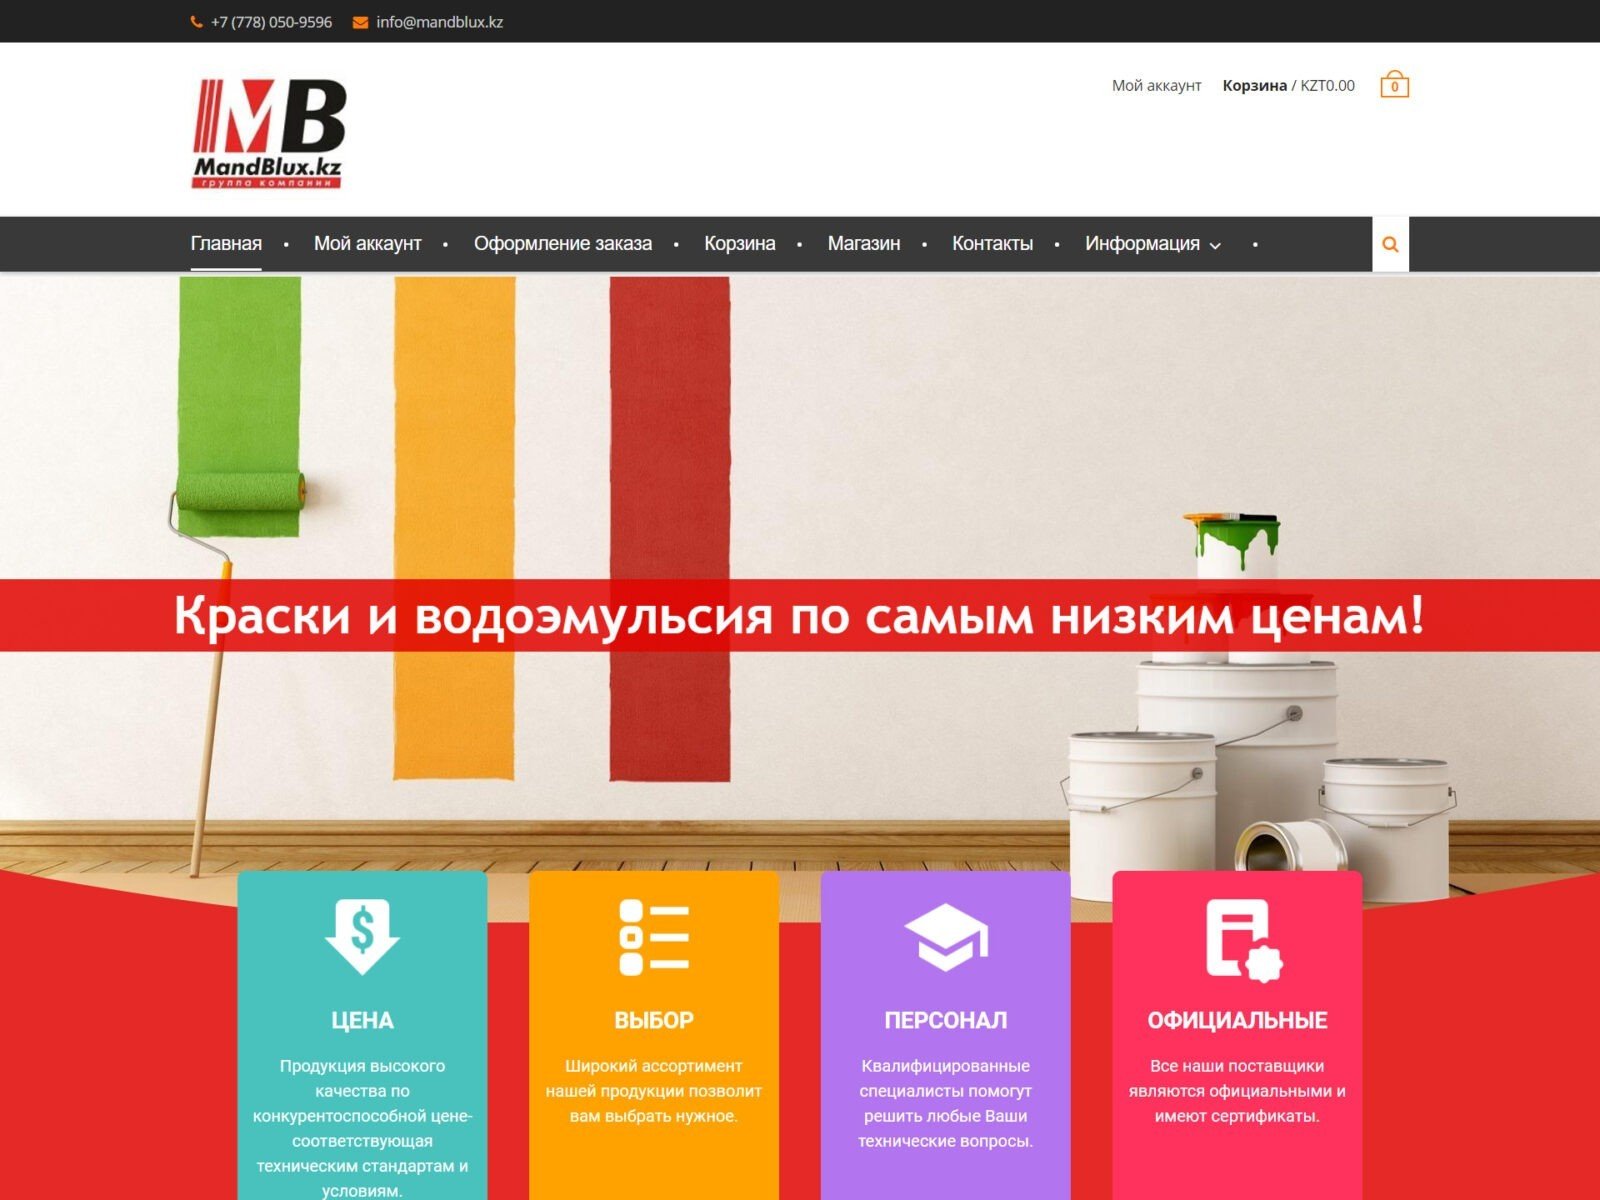 +7 (778) 050-9596 info@mandblux.kz
Мой аккаунт Корзина / KZT0.00 0
MB
MandBlux.kz
группа компании
Главная • Мой аккаунт • Оформление заказа • Корзина • Магазин • Контакты • Информация •
Краски и водоэмульсия по самым низким ценам!
ЦЕНА
Продукция высокого
качества по
конкурентоспособной цене-
соответствующая
техническим стандартам и
условиям.
ВЫБОР
Широкий ассортимент
нашей продукции позволит
вам выбрать нужное.
ПЕРСОНАЛ
Квалифицированные
специалисты помогут
решить любые Ваши
технические вопросы.
ОФИЦИАЛЬНЫЕ
Все наши поставщики
являются официальными и
имеют сертификаты.